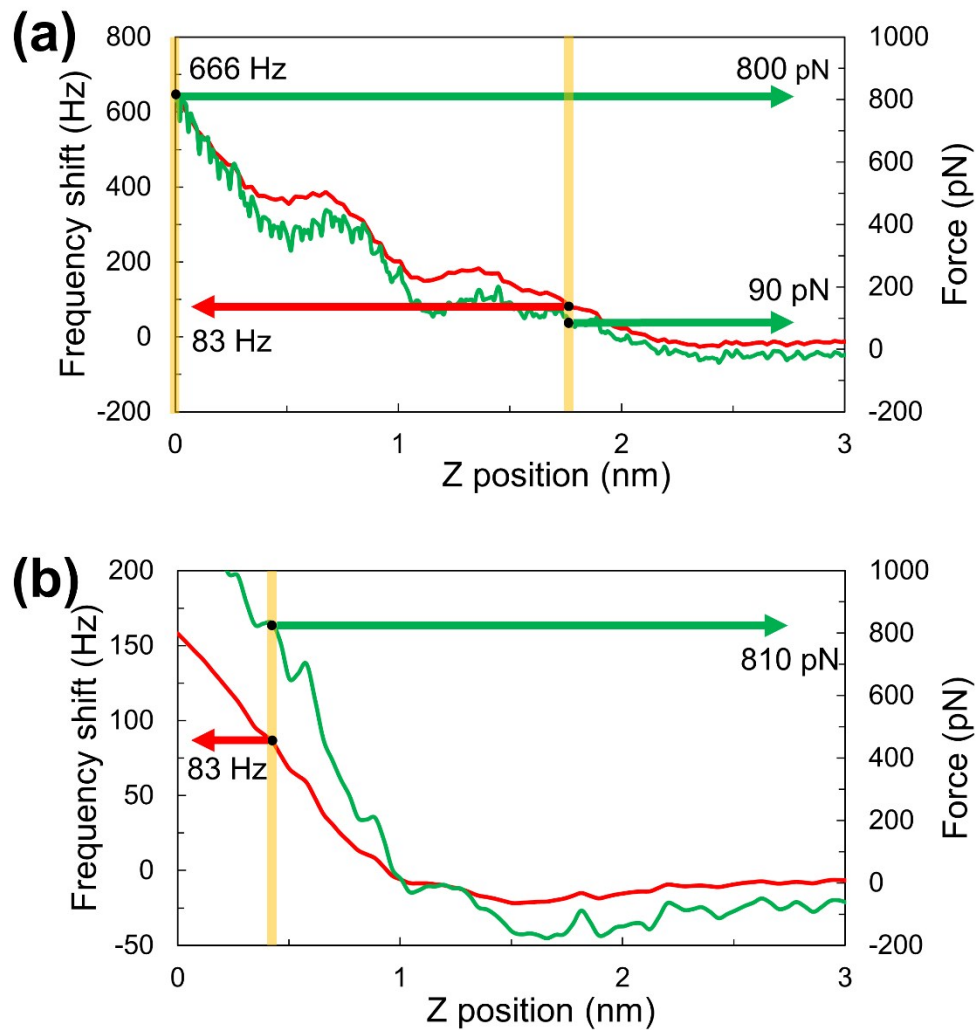 (a)
Frequency shift (Hz)
800
600
400
200
0
-200
666 Hz
800 pN
83 Hz
90 pN
1000
800
600
400
200
0
-200
Force (pN)
0
1
2
3
Z position (nm)
(b)
Frequency shift (Hz)
200
150
100
50
0
-50
810 pN
83 Hz
1000
800
600
400
200
0
-200
Force (pN)
0
1
2
3
Z position (nm)